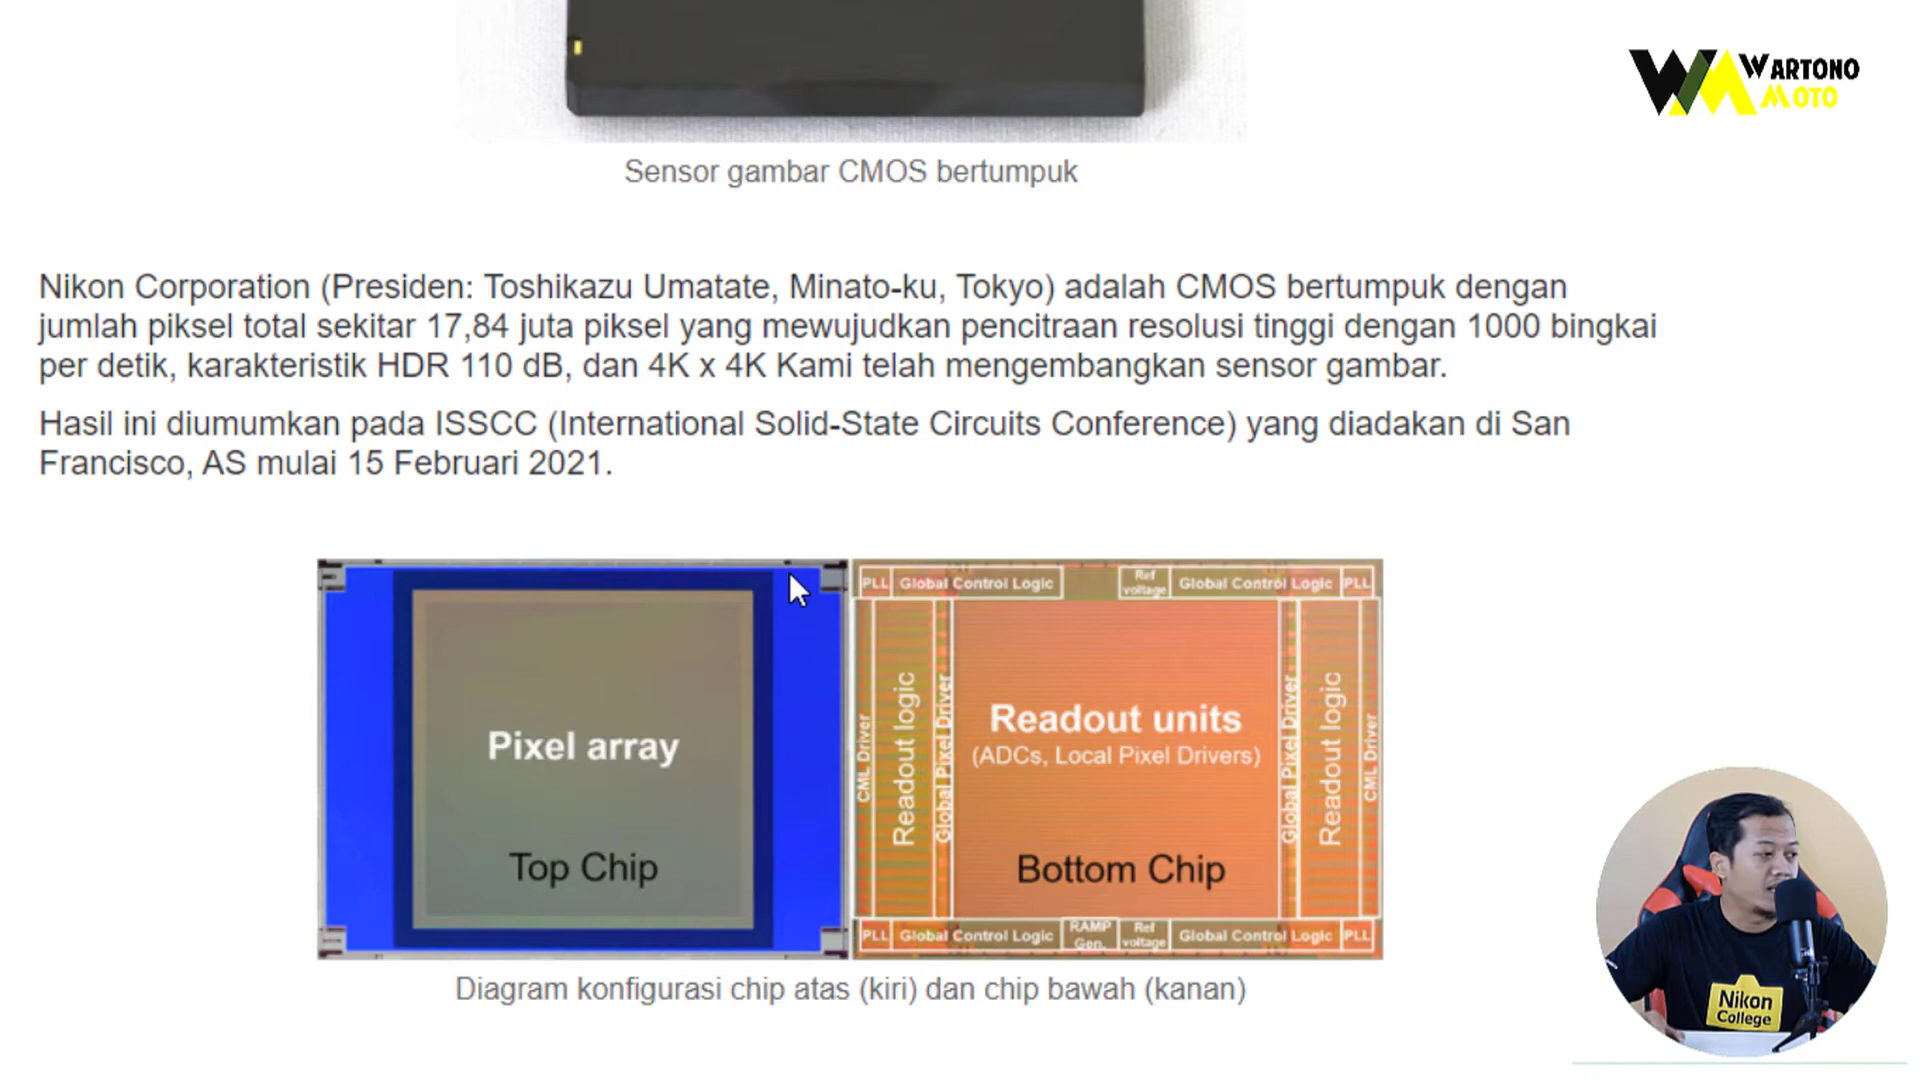 WARTONO
MOTO
Sensor gambar CMOS bertumpuk
Nikon Corporation (Presiden: Toshikazu Umatate, Minato-ku, Tokyo) adalah CMOS bertumpuk dengan
jumlah piksel total sekitar 17,84 juta piksel yang mewujudkan pencitraan resolusi tinggi dengan 1000 bingkai
per detik, karakteristik HDR 110 dB, dan 4K x 4K Kami telah mengembangkan sensor gambar.
Hasil ini diumumkan pada ISSCC (International Solid-State Circuits Conference) yang diadakan di San
Francisco, AS mulai 15 Februari 2021.
Pixel array
Top Chip
PLL Global Control Logic Ref voltage Global Control Logic PLL
CML Driver
Readout logic
Global Pixel Driver
Readout units
(ADCs, Local Pixel Drivers)
Bottom Chip
Global Pixel Driver
Readout logic
CML Driver
PLL Global Control Logic RAMP Gen. Ref voltage Global Control Logic PLL
Diagram konfigurasi chip atas (kiri) dan chip bawah (kanan)
Nikon
College